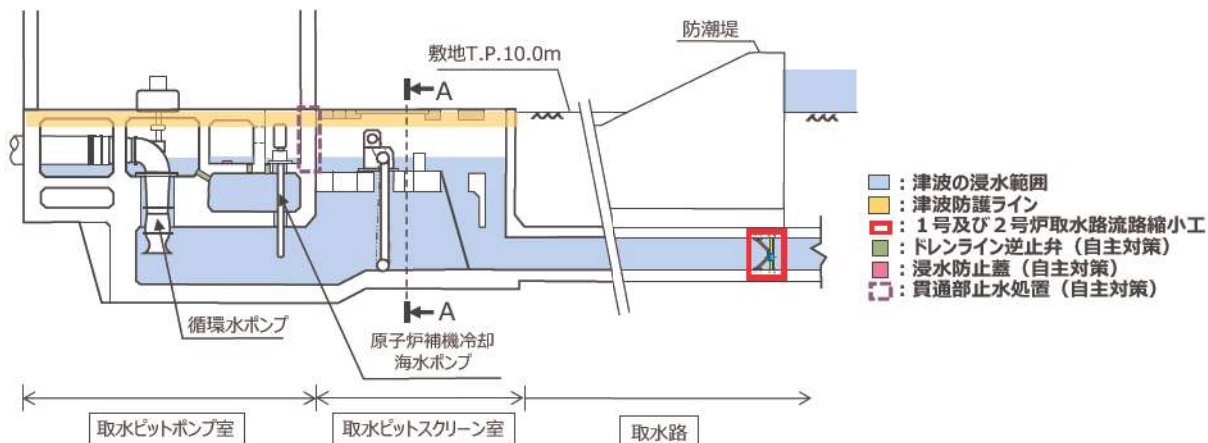 防潮堤
敷地T.P.10.0m
A
A
循環水ポンプ
原子炉補機冷却
海水ポンプ
取水ピットポンプ室
取水ピットスクリーン室
取水路
：津波の浸水範囲
：津波防護ライン
：１号及び２号炉取水路流路縮小工
：ドレンライン逆止弁（自主対策）
：浸水防止蓋（自主対策）
：貫通部止水処置（自主対策）